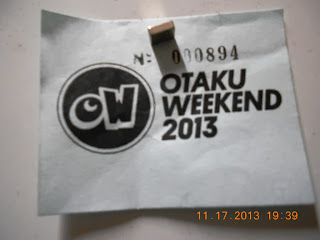 Nº 000894
OW
OTAKU
WEEKEND
2013
11.17.2013 19:39